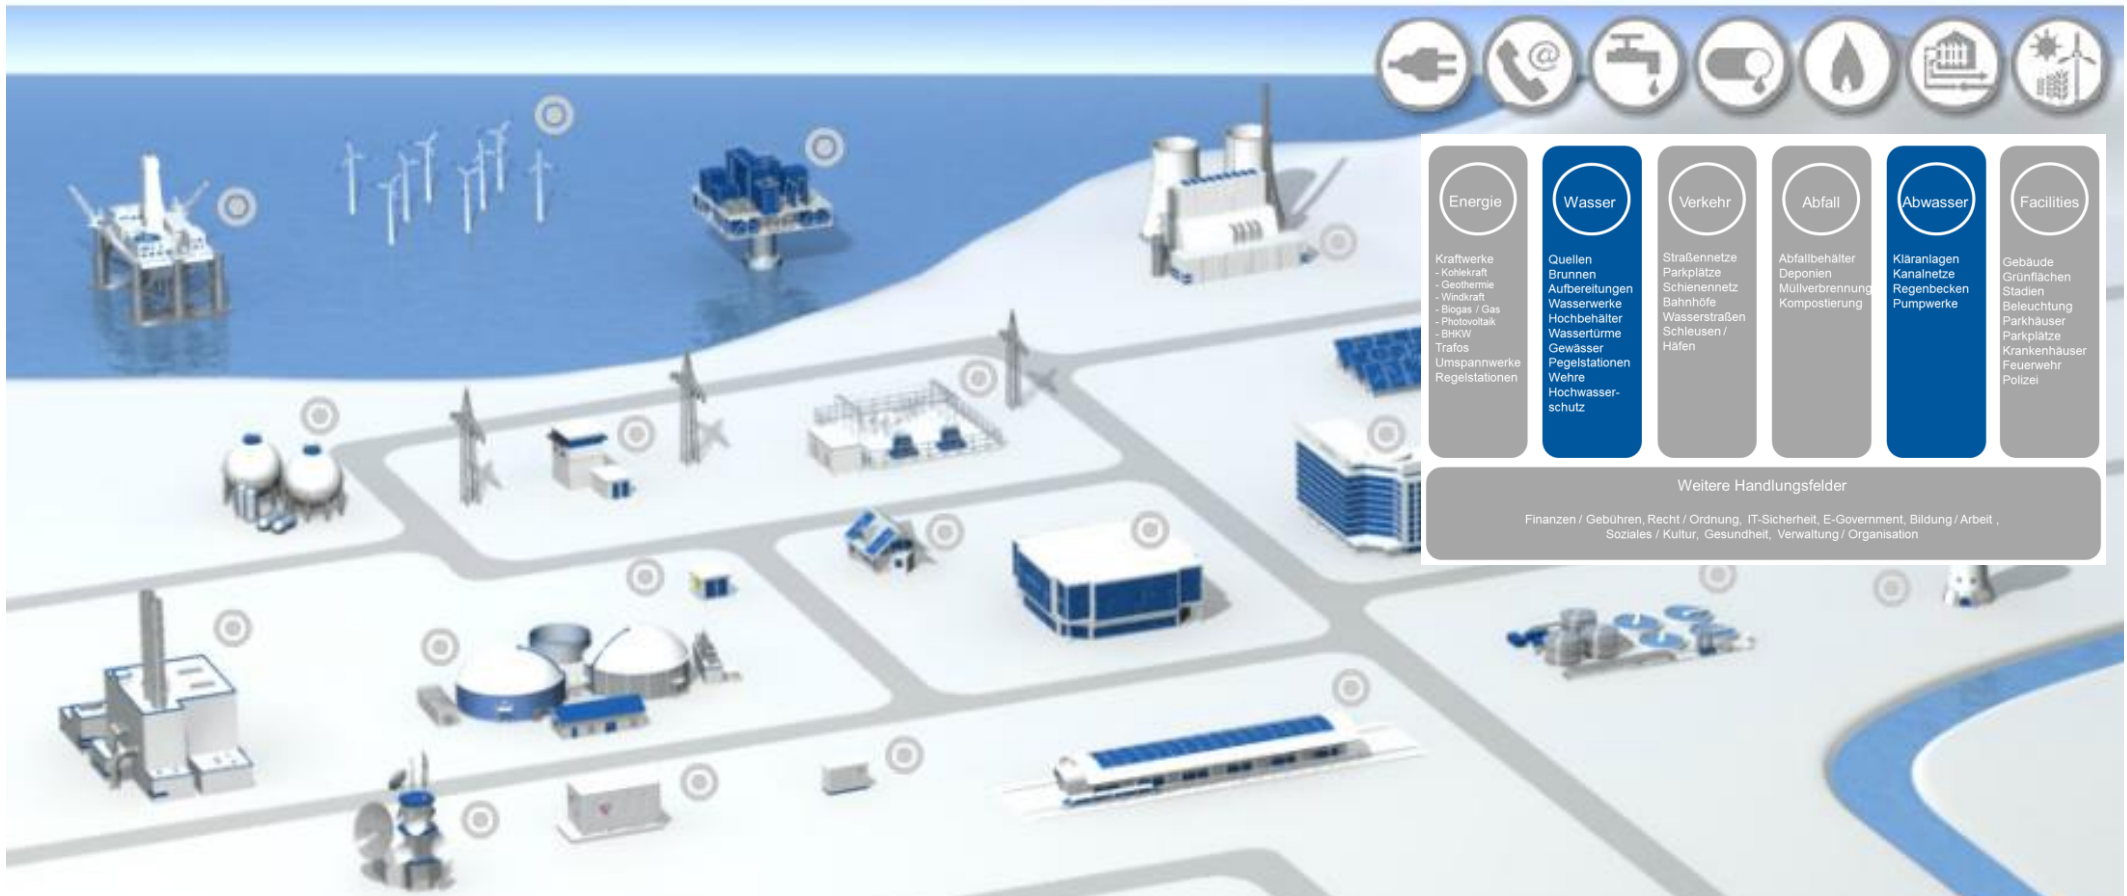 @
Energie
Kraftwerke
- Kohlekraft
- Geothermie
- Windkraft
- Biogas / Gas
- Photovoltaik
- BHKW
Trafos
Umspannwerke
Regelstationen
Wasser
Quellen
Brunnen
Aufbereitungen
Wasserwerke
Hochbehälter
Wassertürme
Gewässer
Pegelstationen
Wehre
Hochwasser-
schutz
Verkehr
Straßennetze
Parkplätze
Schienennetz
Bahnhöfe
Wasserstraßen
Schleusen /
Häfen
Abfall
Abfallbehälter
Deponien
Müllverbrennung
Kompostierung
Abwasser
Kläranlagen
Kanalnetze
Regenbecken
Pumpwerke
Facilities
Gebäude
Grünflächen
Stadien
Beleuchtung
Parkhäuser
Parkplätze
Krankenhäuser
Feuerwehr
Polizei
Weitere Handlungsfelder
Finanzen / Gebühren, Recht / Ordnung, IT-Sicherheit, E-Government, Bildung / Arbeit ,
Soziales / Kultur, Gesundheit, Verwaltung / Organisation